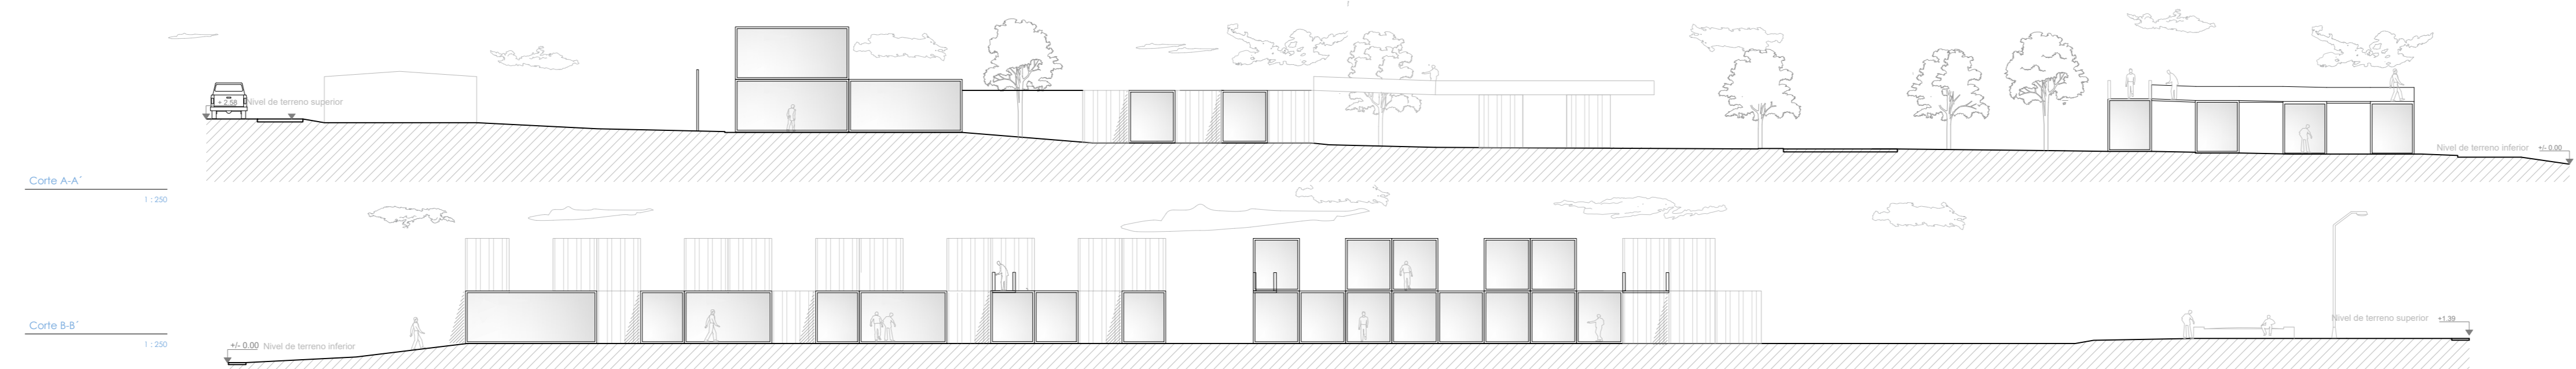 + 2.58 Nivel de terreno superior
Nivel de terreno inferior +/- 0.00
Corte A-A´
1 : 250
Corte B-B´
1 : 250
+/- 0.00 Nivel de terreno inferior
Nivel de terreno superior +1.39